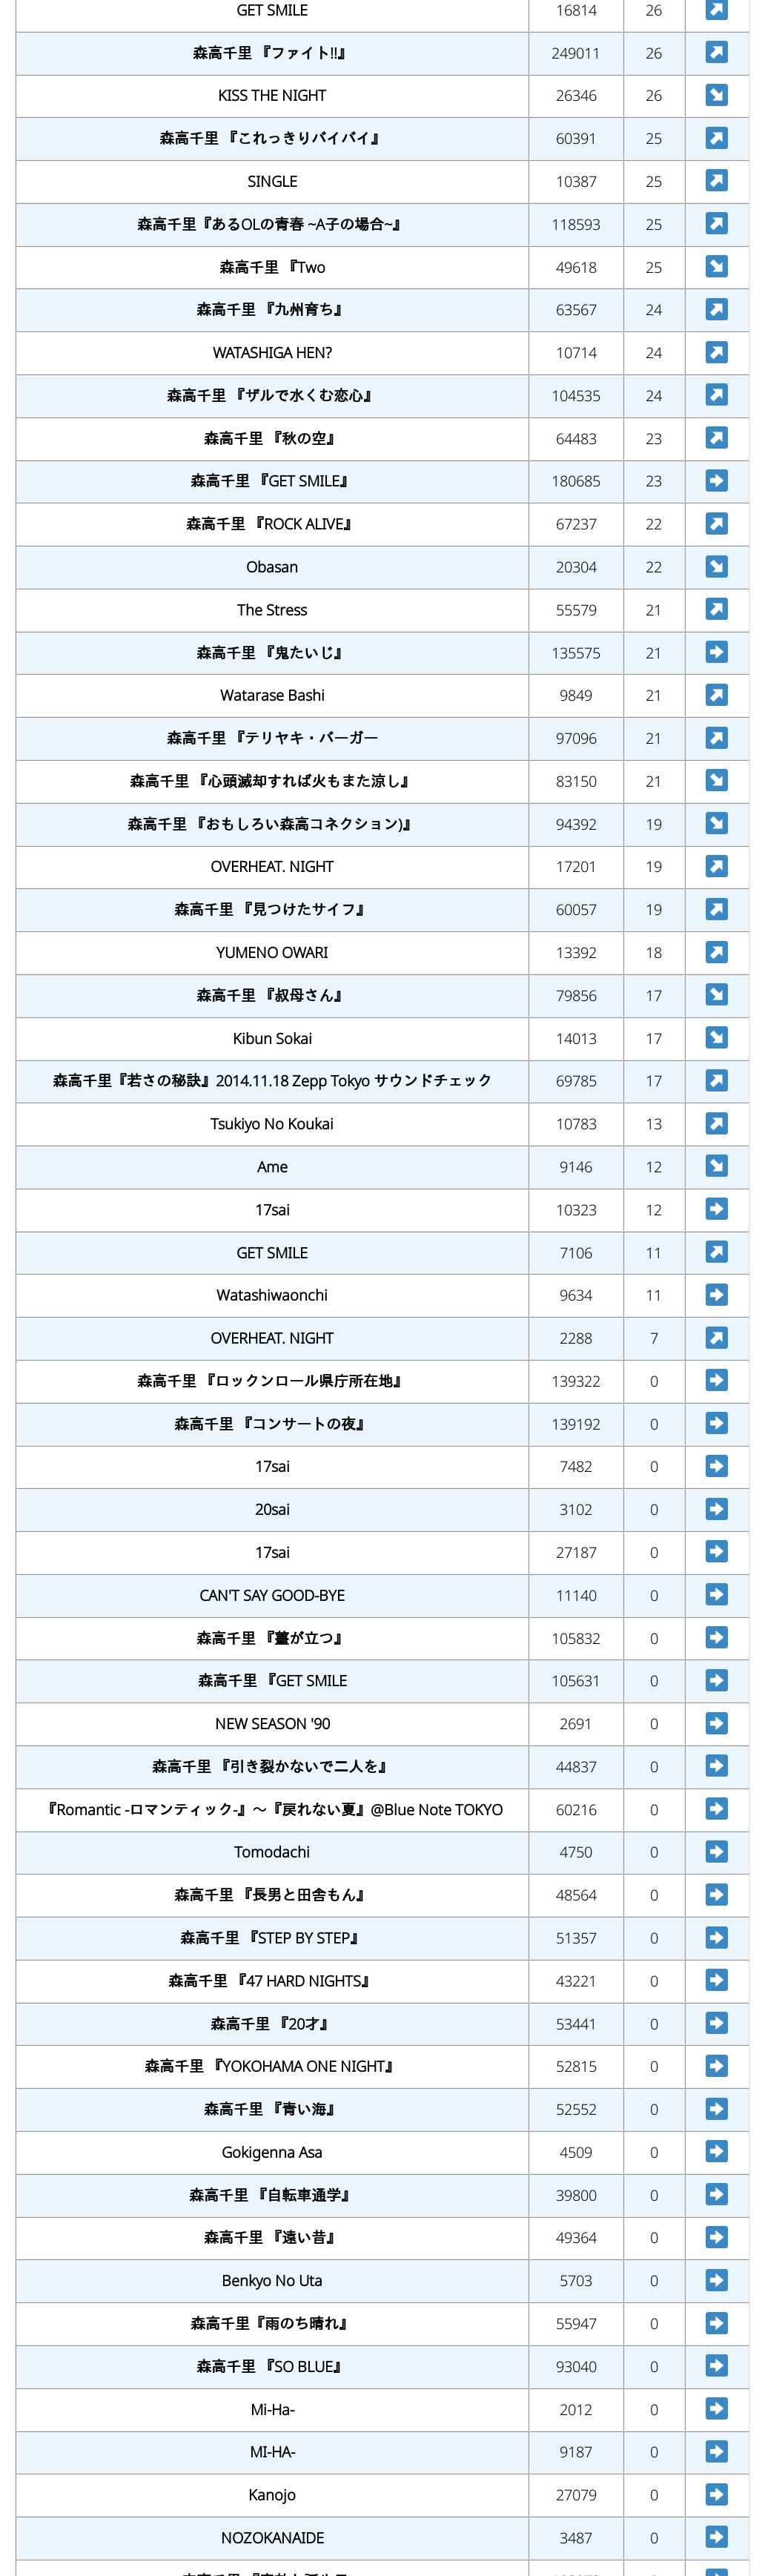 GET SMILE 16814 26
森高千里 『ファイト!!』 249011 26
KISS THE NIGHT 26346 26
森高千里 『これっきりバイバイ』 60391 25
SINGLE 10387 25
森高千里『あるOLの青春 ~A子の場合~』 118593 25
森高千里 『Two 49618 25
森高千里 『九州育ち』 63567 24
WATASHIGA HEN? 10714 24
森高千里 『ザルで水くむ恋心』 104535 24
森高千里 『秋の空』 64483 23
森高千里 『GET SMILE』 180685 23
森高千里 『ROCK ALIVE』 67237 22
Obasan 20304 22
The Stress 55579 21
森高千里 『鬼たいじ』 135575 21
Watarase Bashi 9849 21
森高千里 『テリヤキ・バーガー 97096 21
森高千里 『心頭滅却すれば火もまた涼し』 83150 21
森高千里 『おもしろい森高コネクション)』 94392 19
OVERHEAT. NIGHT 17201 19
森高千里 『見つけたサイフ』 60057 19
YUMENO OWARI 13392 18
森高千里 『叔母さん』 79856 17
Kibun Sokai 14013 17
森高千里『若さの秘訣』2014.11.18 Zepp Tokyo サウンドチェック 69785 17
Tsukiyo No Koukai 10783 13
Ame 9146 12
17sai 10323 12
GET SMILE 7106 11
Watashiwaonchi 9634 11
OVERHEAT. NIGHT 2288 7
森高千里 『ロックンロール県庁所在地』 139322 0
森高千里 『コンサートの夜』 139192 0
17sai 7482 0
20sai 3102 0
17sai 27187 0
CAN'T SAY GOOD-BYE 11140 0
森高千里 『薹が立つ』 105832 0
森高千里 『GET SMILE 105631 0
NEW SEASON '90 2691 0
森高千里 『引き裂かないで二人を』 44837 0
『Romantic -ロマンティック-』～『戻れない夏』@Blue Note TOKYO 60216 0
Tomodachi 4750 0
森高千里 『長男と田舎もん』 48564 0
森高千里 『STEP BY STEP』 51357 0
森高千里 『47 HARD NIGHTS』 43221 0
森高千里 『20才』 53441 0
森高千里 『YOKOHAMA ONE NIGHT』 52815 0
森高千里 『青い海』 52552 0
Gokigenna Asa 4509 0
森高千里 『自転車通学』 39800 0
森高千里 『遠い昔』 49364 0
Benkyo No Uta 5703 0
森高千里『雨のち晴れ』 55947 0
森高千里 『SO BLUE』 93040 0
Mi-Ha- 2012 0
MI-HA- 9187 0
Kanojo 27079 0
NOZOKANAIDE 3487 0